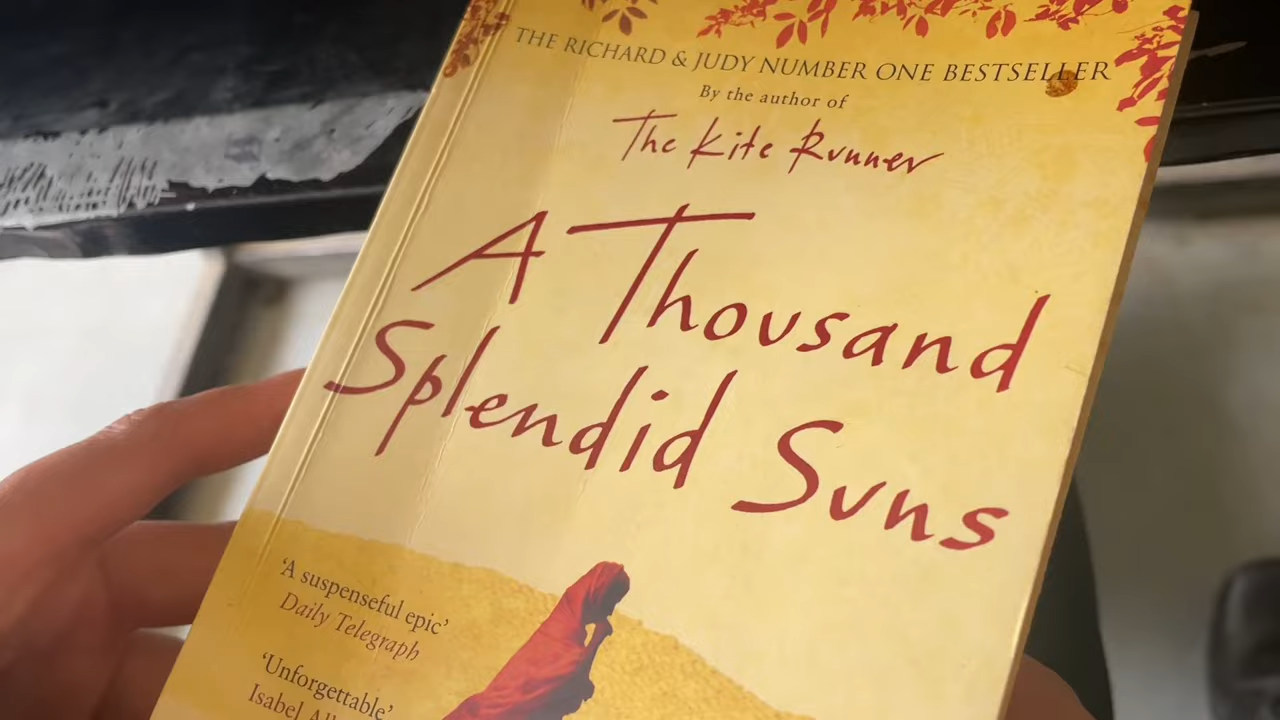 THE RICHARD & JUDY NUMBER ONE BESTSELLER
By the author of
The Kite Runner
A Thousand
Splendid Suns
‘A suspenseful epic’
Daily Telegraph
‘Unforgettable’
Isabel